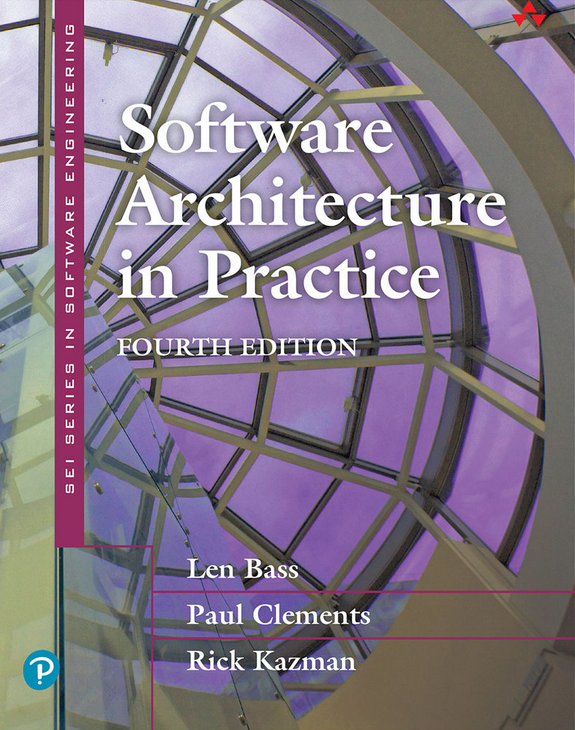 SEI SERIES IN SOFTWARE ENGINEERING
Software
Architecture
in Practice
FOURTH EDITION
Len Bass
Paul Clements
Rick Kazman
P